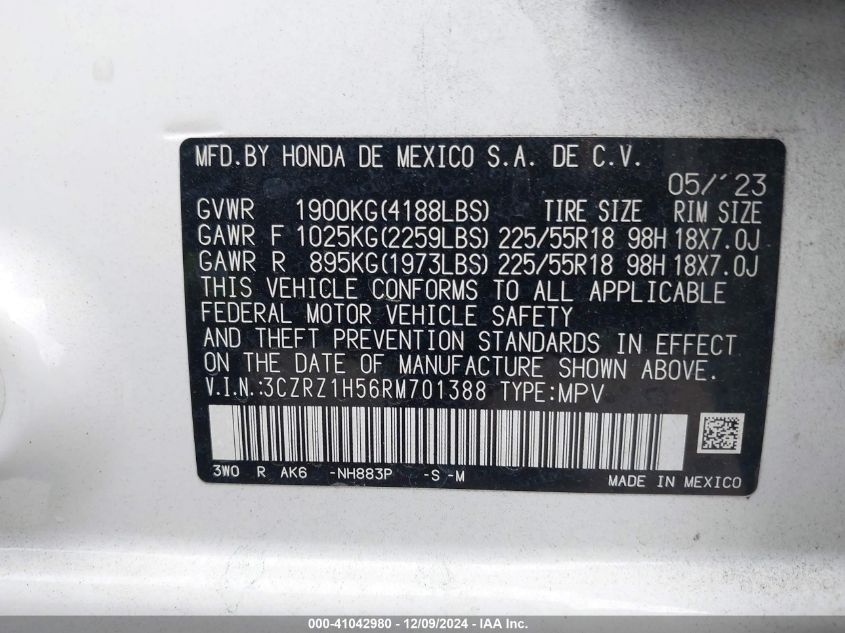 MFD.BY HONDA DE MEXICO S.A. DE C.V.
05/´23
GVWR 1900KG(4188LBS) TIRE SIZE RIM SIZE
GAWR F 1025KG(2259LBS) 225/55R18 98H 18X7.0J
GAWR R 895KG(1973LBS) 225/55R18 98H 18X7.0J
THIS VEHICLE CONFORMS TO ALL APPLICABLE
FEDERAL MOTOR VEHICLE SAFETY
AND THEFT PREVENTION STANDARDS IN EFFECT
ON THE DATE OF MANUFACTURE SHOWN ABOVE.
V.I.N.:3CZRZ1H56RM701388 TYPE:MPV
3W0 R AK6 -NH883P -S -M
MADE IN MEXICO
000-41042980 - 12/09/2024 - IAAI.com/Inc.